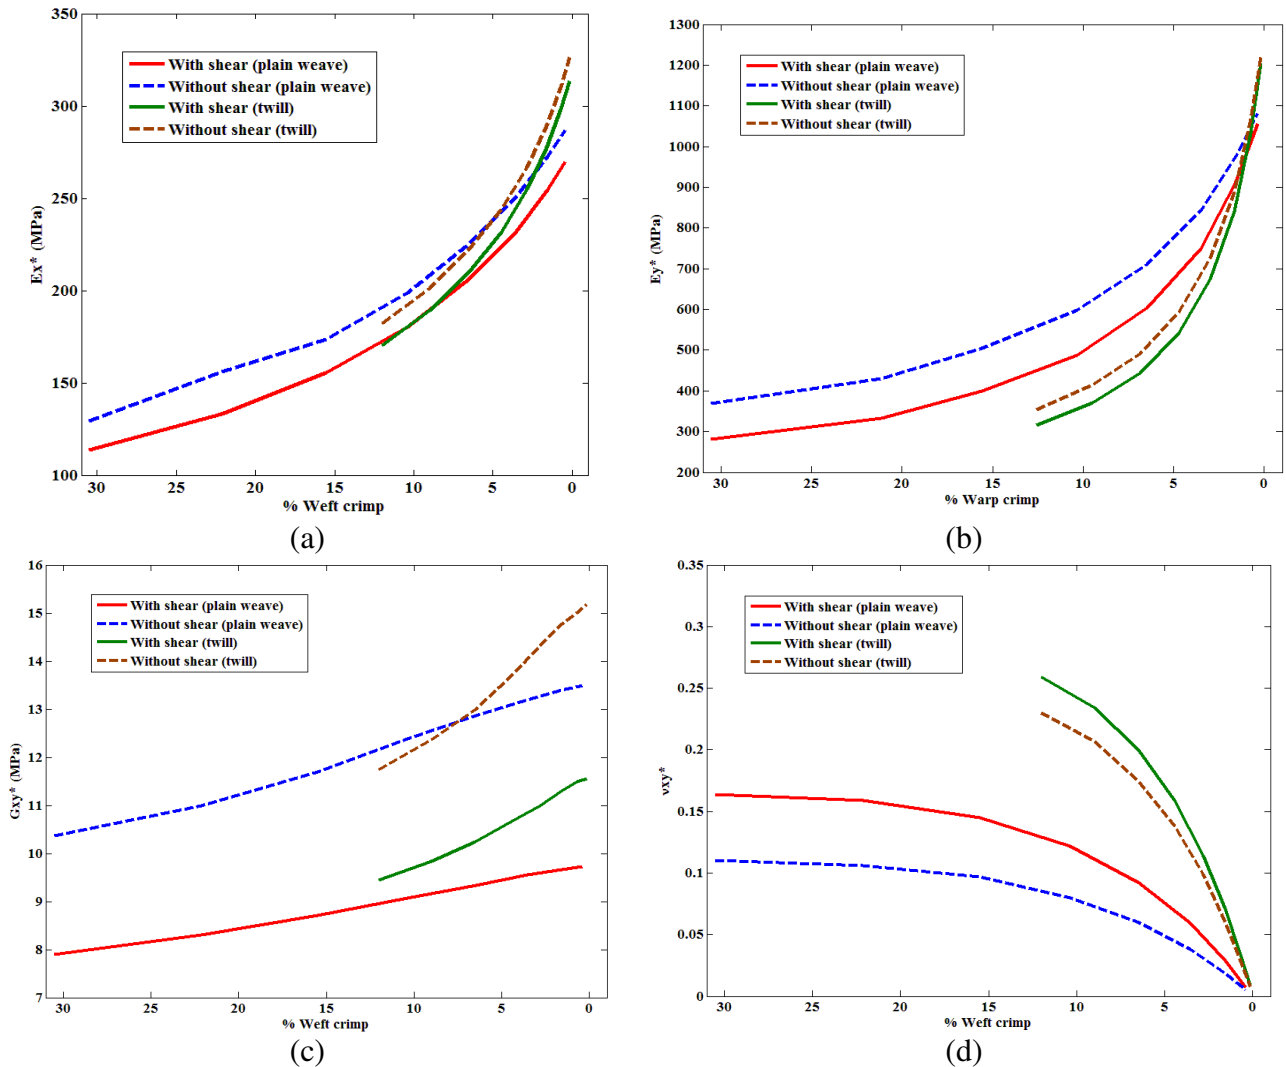 350
300
250
200
150
100
Ex* (MPa)
With shear (plain weave)
Without shear (plain weave)
With shear (twill)
Without shear (twill)
30 25 20 15 10 5 0
% Weft crimp
(a)
1300
1200
1100
1000
900
800
700
600
500
400
300
200
Ey* (MPa)
With shear (plain weave)
Without shear (plain weave)
With shear (twill)
Without shear (twill)
30 25 20 15 10 5 0
% Warp crimp
(b)
16
15
14
13
12
11
10
9
8
7
Gxy* (MPa)
With shear (plain weave)
Without shear (plain weave)
With shear (twill)
Without shear (twill)
30 25 20 15 10 5 0
% Weft crimp
(c)
0.35
0.3
0.25
0.2
0.15
0.1
0.05
0
νxy*
With shear (plain weave)
Without shear (plain weave)
With shear (twill)
Without shear (twill)
30 25 20 15 10 5 0
% Weft crimp
(d)